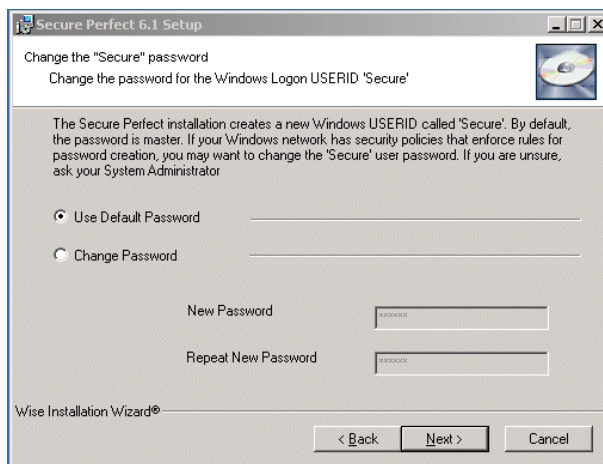 Secure Perfect 6.1 Setup
Change the "Secure" password
Change the password for the Windows Logon USERID 'Secure'
The Secure Perfect installation creates a new Windows USERID called 'Secure'. By default,
the password is master. If your Windows network has security policies that enforce rules for
password creation, you may want to change the 'Secure' user password. If you are unsure,
ask your System Administrator
Use Default Password
Change Password
New Password
xxxxxx
Repeat New Password
xxxxxx
Wise Installation Wizard®
< Back Next > Cancel